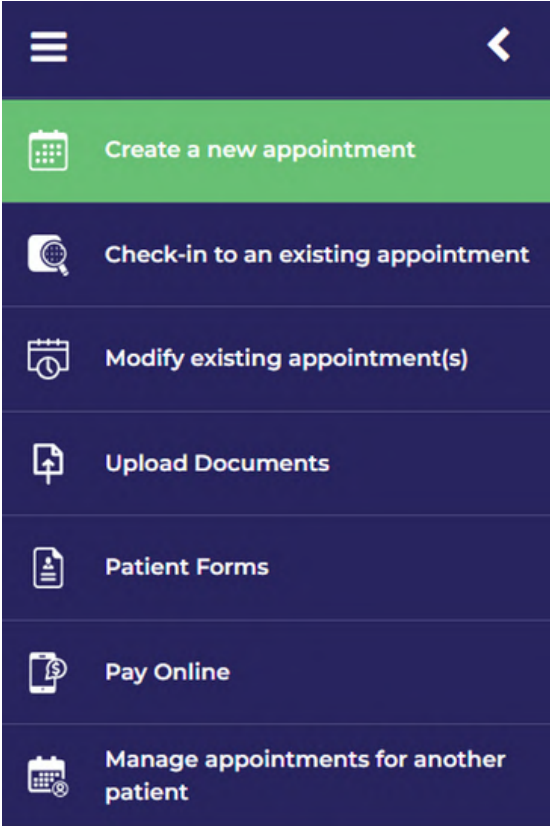 Create a new appointment
Check-in to an existing appointment
Modify existing appointment(s)
Upload Documents
Patient Forms
Pay Online
Manage appointments for another
patient